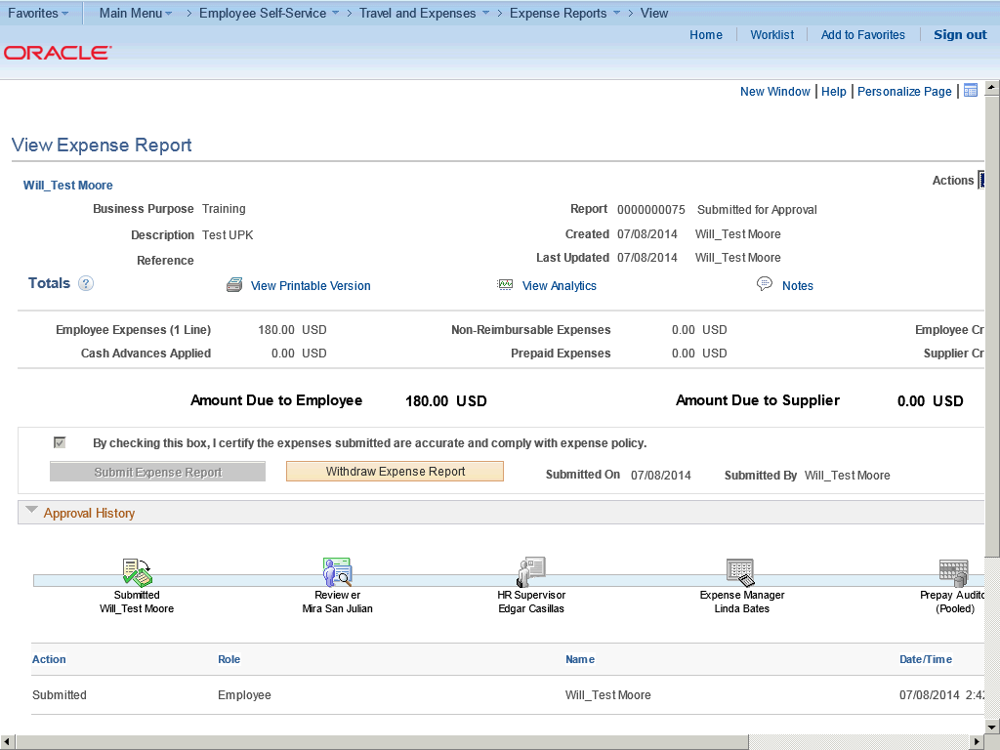 Favorites Main Menu Employee Self-Service Travel and Expenses Expense Reports View
Home Worklist Add to Favorites Sign out
ORACLE
New Window Help Personalize Page
View Expense Report
Will_Test Moore Actions
Business Purpose Training Report 0000000075 Submitted for Approval
Description Test UPK Created 07/08/2014 Will_Test Moore
Reference Last Updated 07/08/2014 Will_Test Moore
Totals ? View Printable Version View Analytics Notes
Employee Expenses (1 Line) 180.00 USD Non-Reimbursable Expenses 0.00 USD Employee Cr
Cash Advances Applied 0.00 USD Prepaid Expenses 0.00 USD Supplier Cr
Amount Due to Employee 180.00 USD Amount Due to Supplier 0.00 USD
By checking this box, I certify the expenses submitted are accurate and comply with expense policy.
Submit Expense Report Withdraw Expense Report Submitted On 07/08/2014 Submitted By Will_Test Moore
Approval History
Submitted Reviewer HR Supervisor Expense Manager Prepay Audito
Will_Test Moore Mira San Julian Edgar Casillas Linda Bates (Pooled)
Action Role Name Date/Time
Submitted Employee Will_Test Moore 07/08/2014 2:42